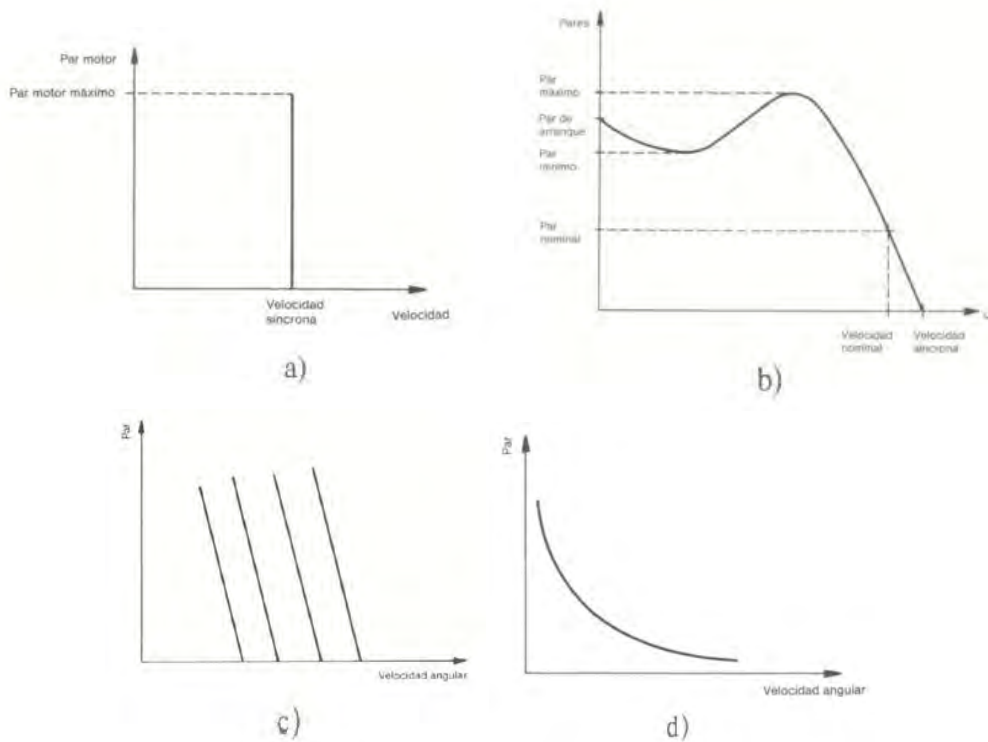 Par motor
Par motor máximo
Velocidad
síncrona
Velocidad
a)
Pares
Par
máximo
Par de
arranque
Par
mínimo
Par
nominal
Velocidad
nominal
Velocidad
síncrona
b)
Par
Velocidad angular
c)
Par
Velocidad angular
d)